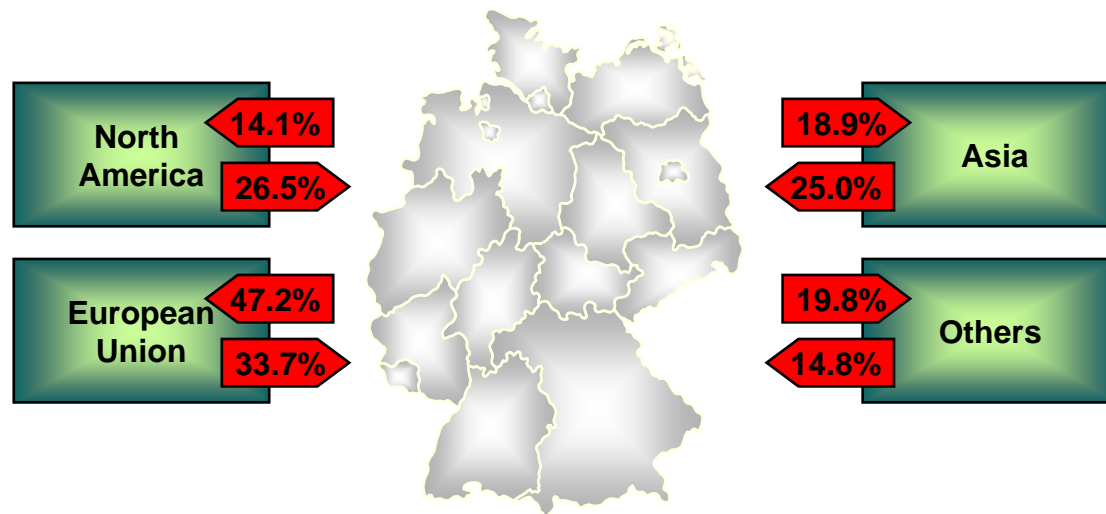 North
America
14.1%
26.5%
European
Union
47.2%
33.7%
18.9%
Asia
25.0%
19.8%
Others
14.8%